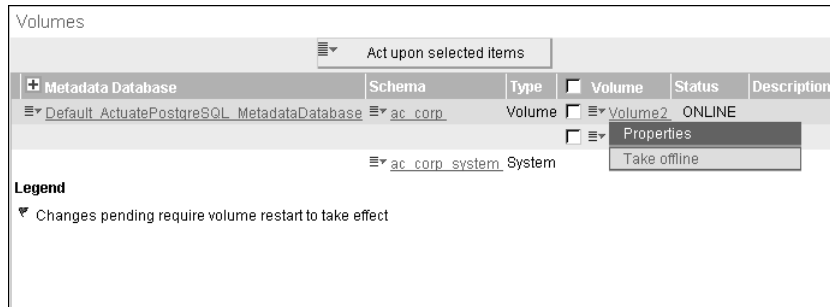 Volumes
Act upon selected items
Metadata Database Schema Type Volume Status Description
Default_ActuatePostgreSQL_MetadataDatabase ac_corp Volume Volume2 ONLINE
Properties
Take offline
ac_corp_system System
Legend
Changes pending require volume restart to take effect